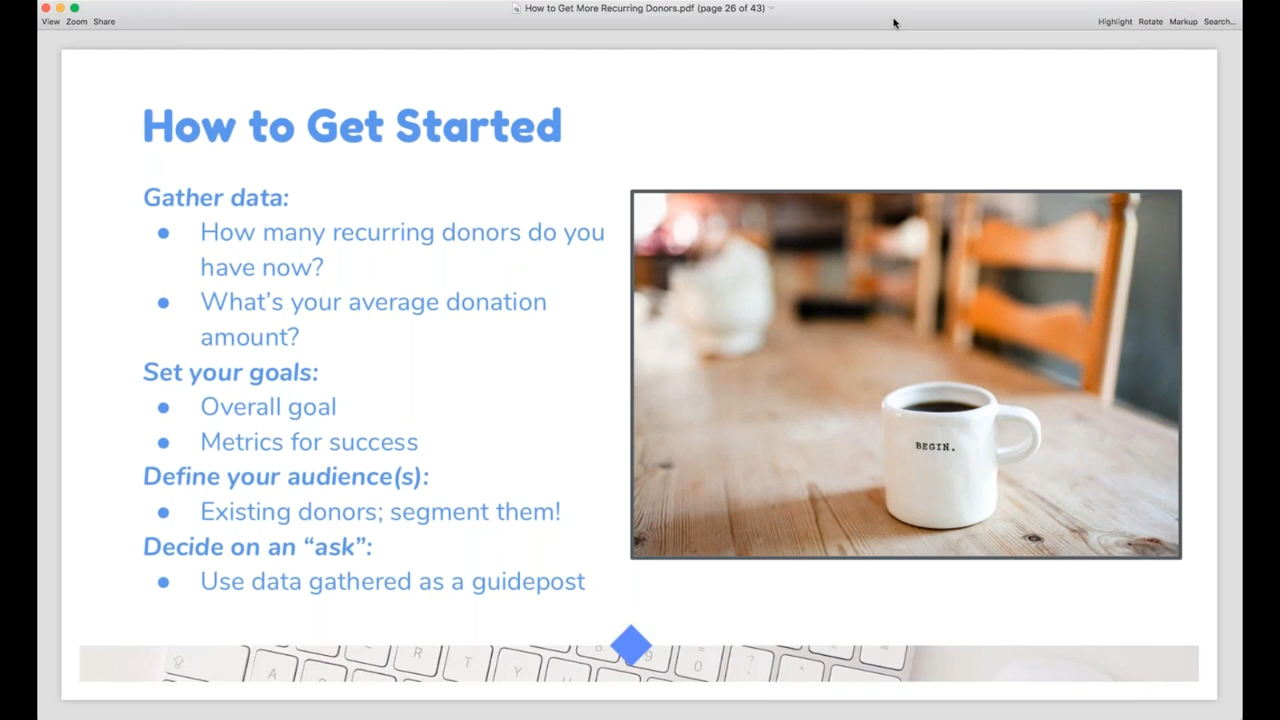 How to Get More Recurring Donors.pdf (page 26 of 43)
View Zoom Share
Highlight Rotate Markup Search...
How to Get Started
Gather data:
● How many recurring donors do you
have now?
● What's your average donation
amount?
Set your goals:
● Overall goal
● Metrics for success
Define your audience(s):
● Existing donors; segment them!
Decide on an “ask”:
● Use data gathered as a guidepost
BEGIN.
R
T
Y
A
8
9
0